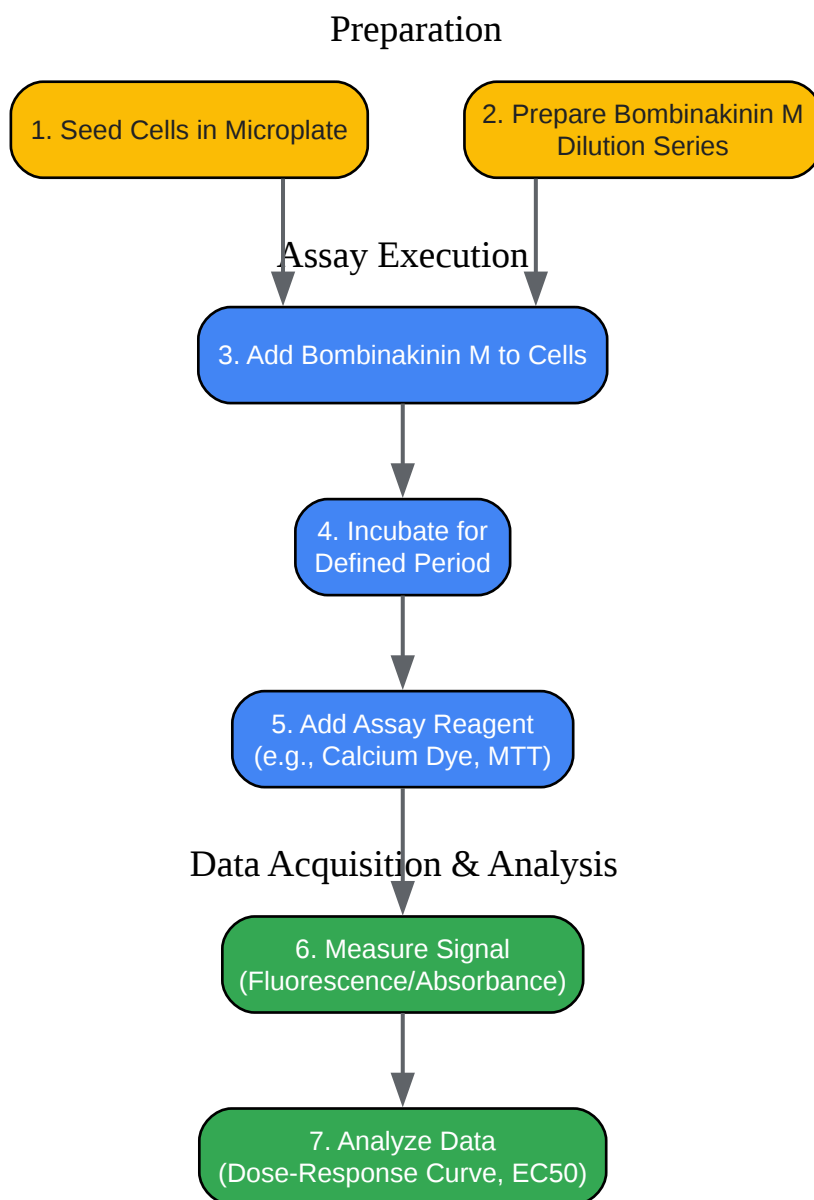 Preparation
1. Seed Cells in Microplate
2. Prepare Bombinakinin M
Dilution Series
Assay Execution
3. Add Bombinakinin M to Cells
4. Incubate for
Defined Period
5. Add Assay Reagent
(e.g., Calcium Dye, MTT)
Data Acquisition & Analysis
6. Measure Signal
(Fluorescence/Absorbance)
7. Analyze Data
(Dose-Response Curve, EC50)